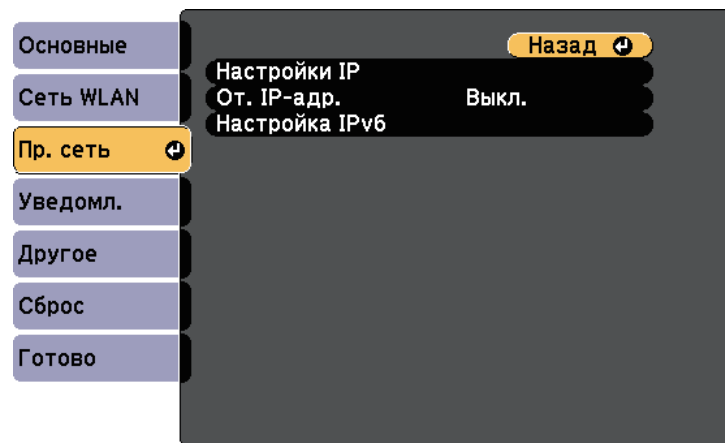 Основные
Сеть WLAN
Пр. сеть
Уведомл.
Другое
Сброс
Готово
Назад
Настройки IP
От. IP-адр. Выкл.
Настройка IPv6